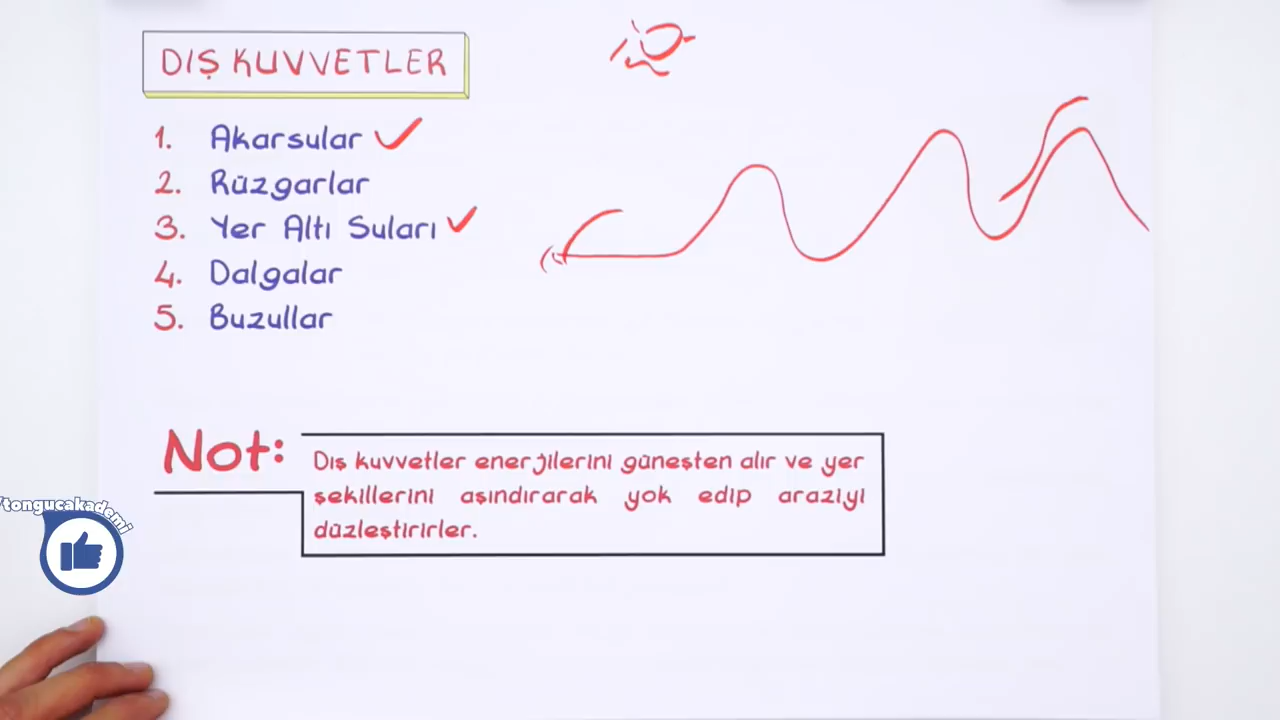 DIŞ KUVVETLER
1. Akarsular
2. Rüzgarlar
3. Yer Altı Suları
4. Dalgalar
5. Buzullar
Not:
Dış kuvvetler enerjilerini güneşten alır ve yer
şekillerini aşındırarak yok edip araziyi
düzleştirirler.
/tongucakademi